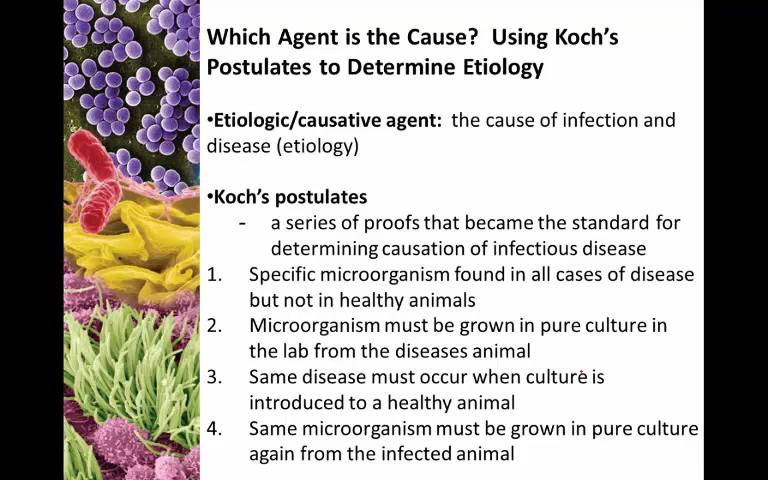 Which Agent is the Cause?  Using Koch's
Postulates to Determine Etiology
•Etiologic/causative agent:  the cause of infection and
disease (etiology)
•Koch's postulates
- a series of proofs that became the standard for
determining causation of infectious disease
1. Specific microorganism found in all cases of disease
but not in healthy animals
2. Microorganism must be grown in pure culture in
the lab from the diseases animal
3. Same disease must occur when culture is
introduced to a healthy animal
4. Same microorganism must be grown in pure culture
again from the infected animal